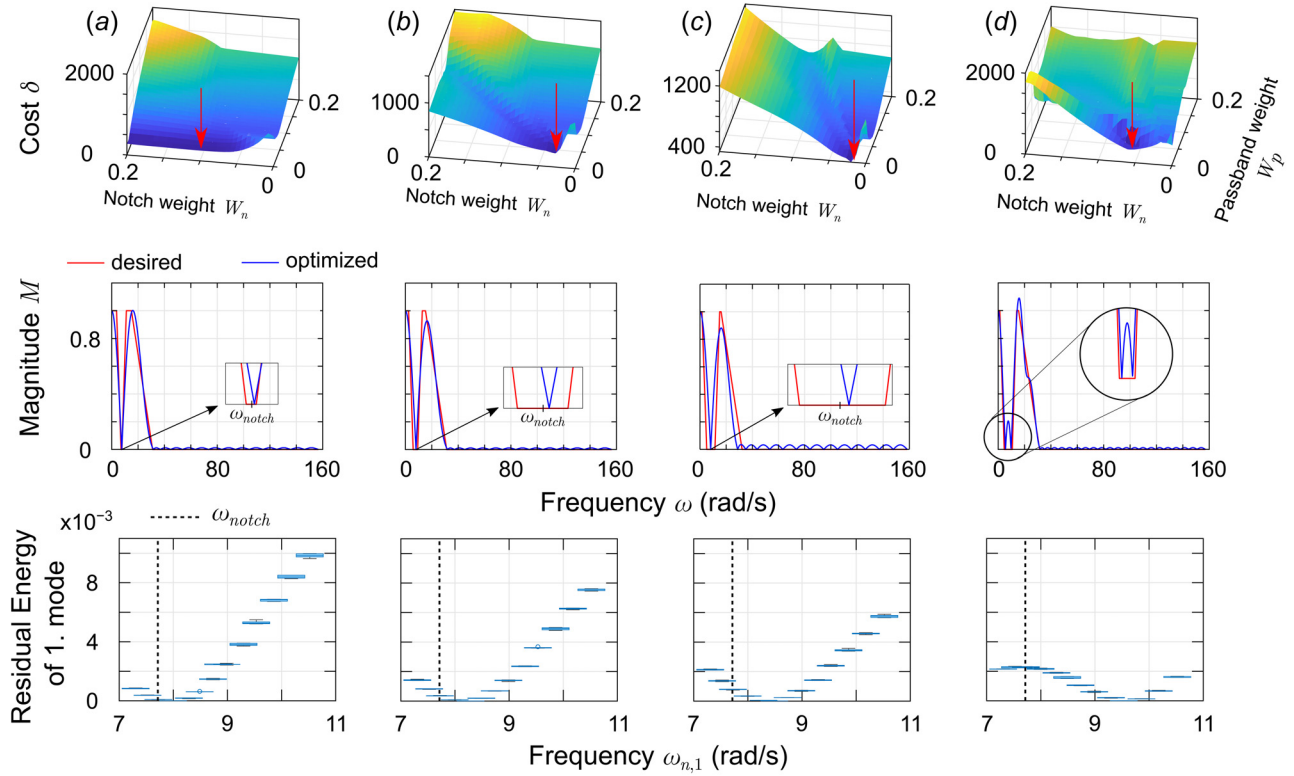 (a) (b) (c) (d)
Cost δ
2000
0
0.2
0
0.2
0
Notch weight W_n
1000
0
0.2
0
0.2
0
Notch weight W_n
1200
800
400
0.2
0
0.2
0
Notch weight W_n
2000
0
0.2
0
0.2
0
Notch weight W_n
Passband weight
W_p
desired optimized
Magnitude M
0.8
0
ω_notch ω_notch ω_notch
0 80 160 0 80 160 0 80 160 0 80 160
Frequency ω (rad/s)
x10⁻³
ω_notch
Residual Energy
of 1. mode
8
4
0
7 9 11 7 9 11 7 9 11 7 9 11
Frequency ω_n,1 (rad/s)